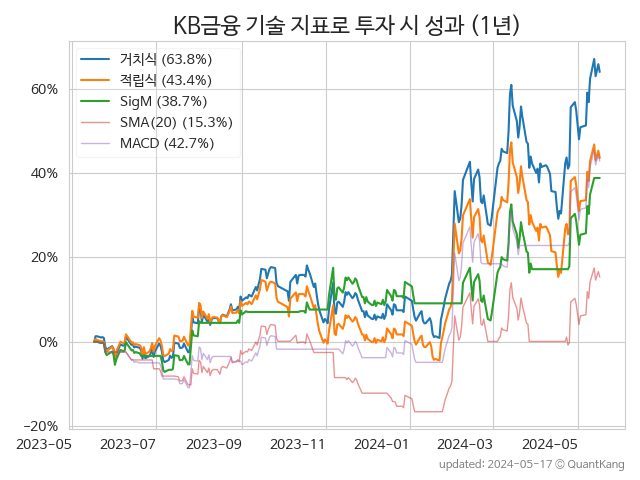 KB금융 기술 지표로 투자 시 성과 (1년)
거치식 (63.8%)
적립식 (43.4%)
SigM (38.7%)
SMA(20) (15.3%)
MACD (42.7%)
60%
40%
20%
0%
−20%
2023−05 2023−07 2023−09 2023−11 2024−01 2024−03 2024−05
updated: 2024−05−17 © QuantKang